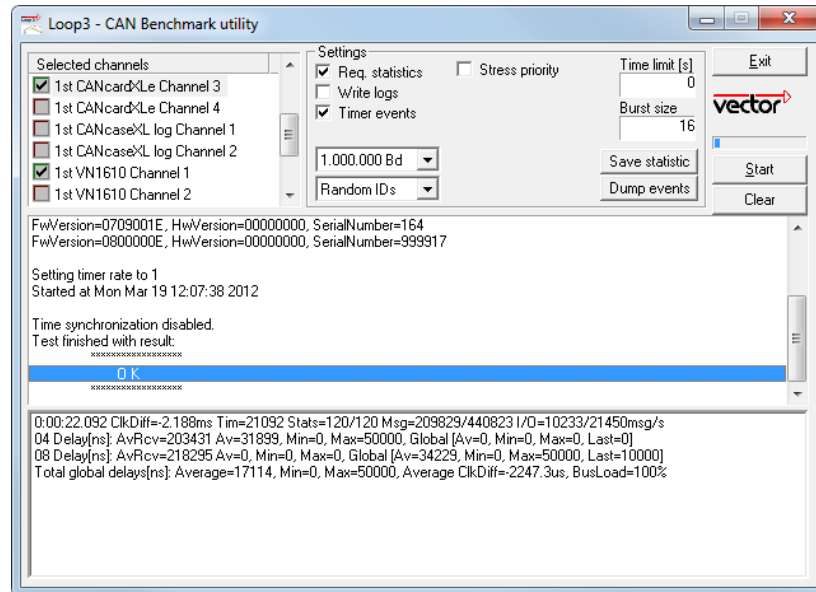 Loop3 - CAN Benchmark utility
Selected channels
1st CANcardXLe Channel 3
1st CANcardXLe Channel 4
1st CANcaseXL log Channel 1
1st CANcaseXL log Channel 2
1st VN1610 Channel 1
1st VN1610 Channel 2
Settings
Req. statistics
Write logs
Timer events
Stress priority
1.000.000 Bd
Random IDs
Time limit [s]
0
Burst size
16
Save statistic
Dump events
Exit
vector
Start
Clear
FwVersion=0709001E, HwVersion=00000000, SerialNumber=164
FwVersion=0800000E, HwVersion=00000000, SerialNumber=999917
Setting timer rate to 1
Started at Mon Mar 19 12:07:38 2012
Time synchronization disabled.
Test finished with result:
******************
O K
******************
0:00:22.092 ClkDiff=-2.188ms Tim=21092 Stats=120/120 Msg=209829/440823 I/O=10233/21450msg/s
04 Delay[ns]: AvRcv=203431 Av=31899, Min=0, Max=50000, Global [Av=0, Min=0, Max=0, Last=0]
08 Delay[ns]: AvRcv=218295 Av=0, Min=0, Max=0, Global [Av=34229, Min=0, Max=50000, Last=10000]
Total global delays[ns]: Average=17114, Min=0, Max=50000, Average ClkDiff=-2247.3us, BusLoad=100%